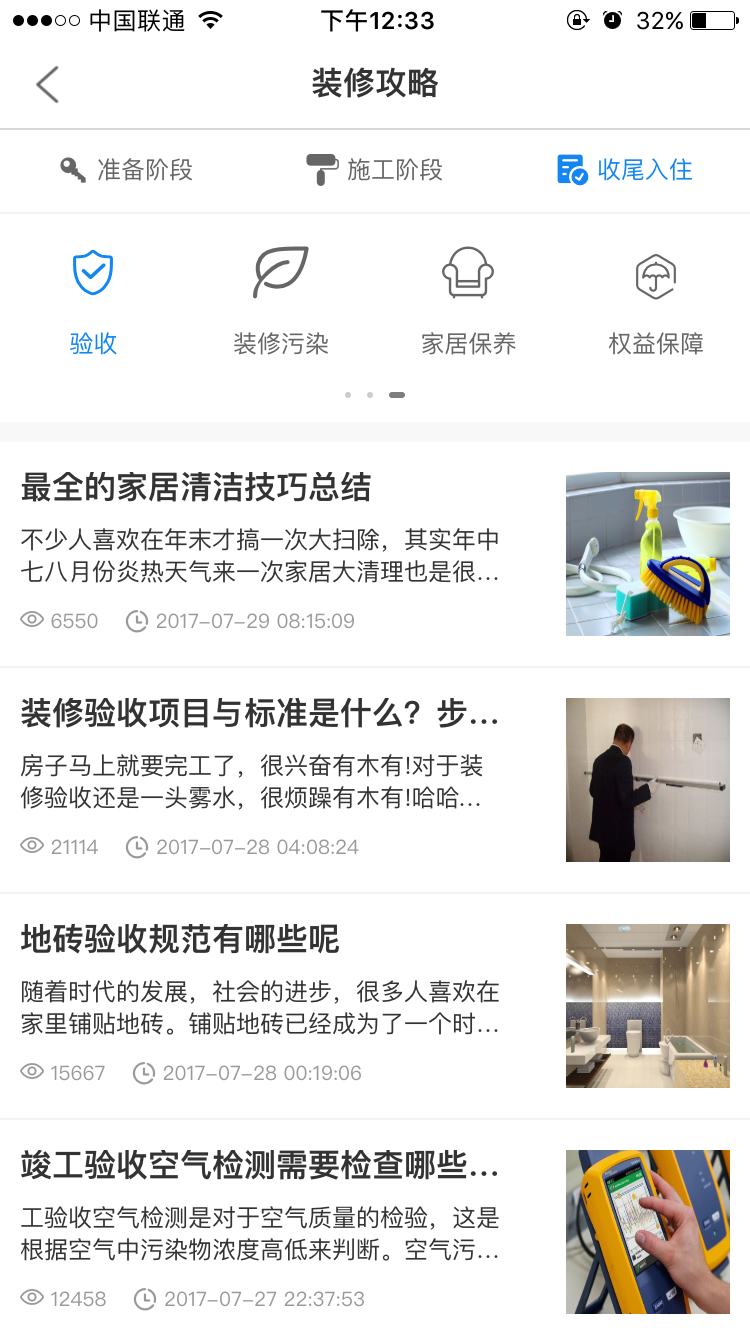 中国联通 下午12:33 32%
装修攻略
准备阶段 施工阶段 收尾入住
验收 装修污染 家居保养 权益保障
最全的家居清洁技巧总结
不少人喜欢在年末才搞一次大扫除，其实年中
七八月份炎热天气来一次家居大清理也是很...
6550 2017-07-29 08:15:09
装修验收项目与标准是什么？步...
房子马上就要完工了，很兴奋有木有!对于装
修验收还是一头雾水，很烦躁有木有!哈哈...
21114 2017-07-28 04:08:24
地砖验收规范有哪些呢
随着时代的发展，社会的进步，很多人喜欢在
家里铺贴地砖。铺贴地砖已经成为了一个时...
15667 2017-07-28 00:19:06
竣工验收空气检测需要检查哪些...
工验收空气检测是对于空气质量的检验，这是
根据空气中污染物浓度高低来判断。空气污...
12458 2017-07-27 22:37:53